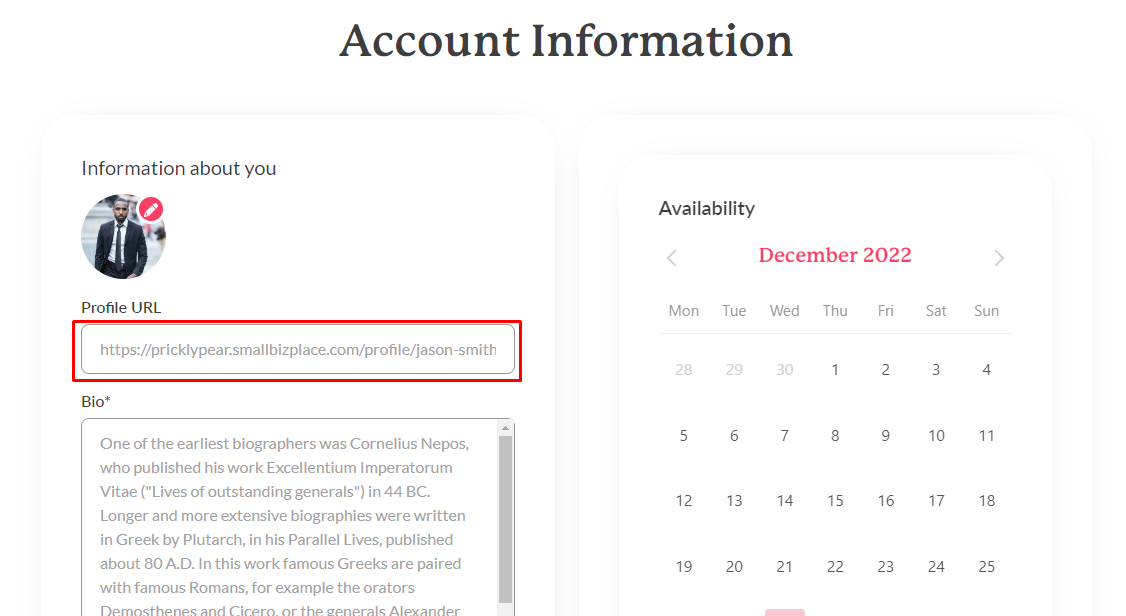 Account Information
Information about you
Profile URL
https://pricklypear.smallbizplace.com/profile/jason-smith
Bio*
One of the earliest biographers was Cornelius Nepos,
who published his work Excellentium Imperatorum
Vitae ("Lives of outstanding generals") in 44 BC.
Longer and more extensive biographies were written
in Greek by Plutarch, in his Parallel Lives, published
about 80 A.D. In this work famous Greeks are paired
with famous Romans, for example the orators
Demosthenes and Cicero, or the generals Alexander
Availability
December 2022
Mon Tue Wed Thu Fri Sat Sun
28 29 30 1 2 3 4
5 6 7 8 9 10 11
12 13 14 15 16 17 18
19 20 21 22 23 24 25